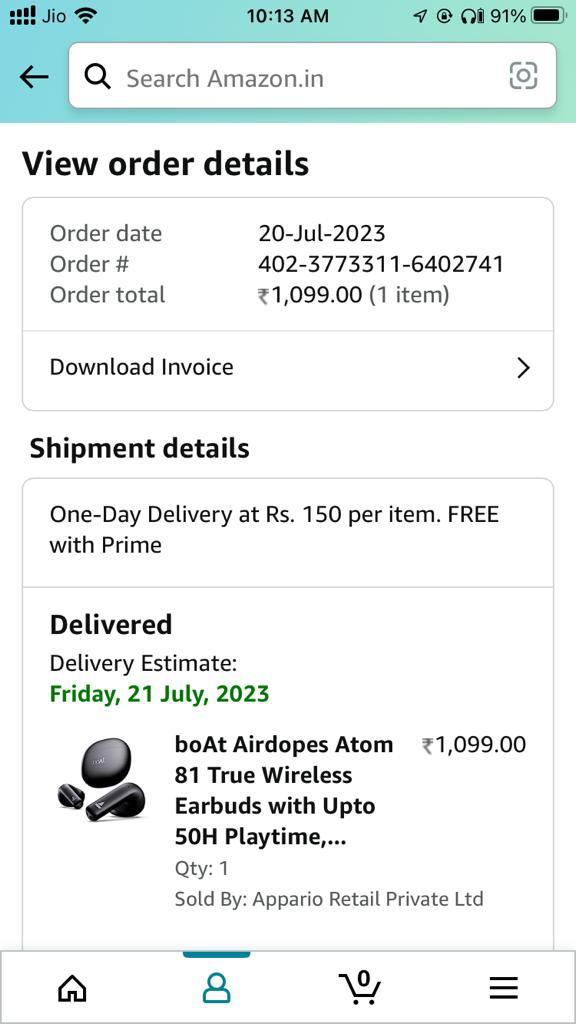 Jio 10:13 AM 91%
Search Amazon.in
View order details
Order date 20-Jul-2023
Order # 402-3773311-6402741
Order total ₹1,099.00 (1 item)
Download Invoice
Shipment details
One-Day Delivery at Rs. 150 per item. FREE
with Prime
Delivered
Delivery Estimate:
Friday, 21 July, 2023
boAt Airdopes Atom ₹1,099.00
81 True Wireless
Earbuds with Upto
50H Playtime,...
Qty: 1
Sold By: Appario Retail Private Ltd
0